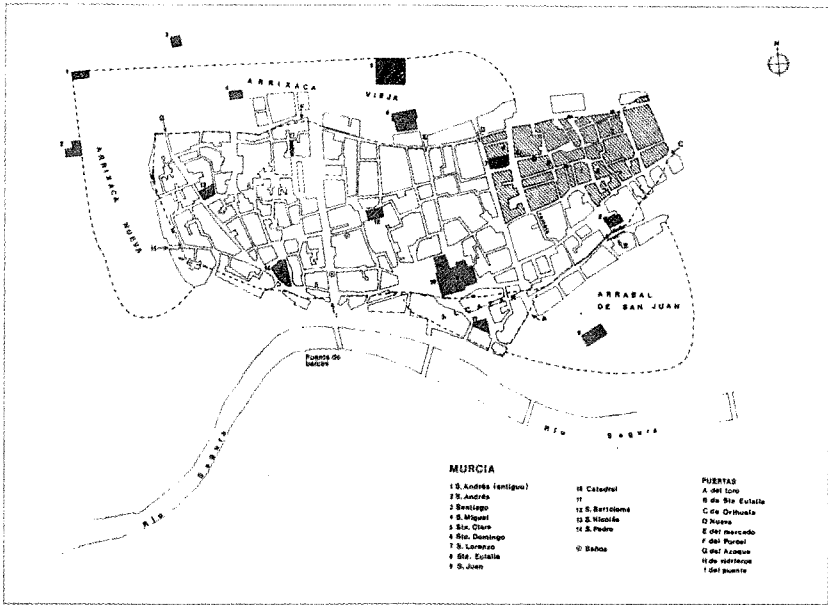 N
ARRIXACA
VIEJA
ARRIXACA NUEVA
ARRABAL
DE SAN JUAN
Puente de
barcas
Río Segura
Río Segura
MURCIA
1 S. Andrés (antiguo)
2 S. Andrés
3 Santiago
4 S. Miguel
5 Sta. Clara
6 Sto. Domingo
7 S. Lorenzo
8 Sta. Eulalia
9 S. Juan
10 Catedral
11
12 S. Bartolomé
13 S. Nicolás
14 S. Pedro
Baños
PUERTAS
A del toro
B de Sta Eulalia
C de Orihuela
D Nueva
E del mercado
F del Porcel
G del Azoque
H de vidrieros
I del puente